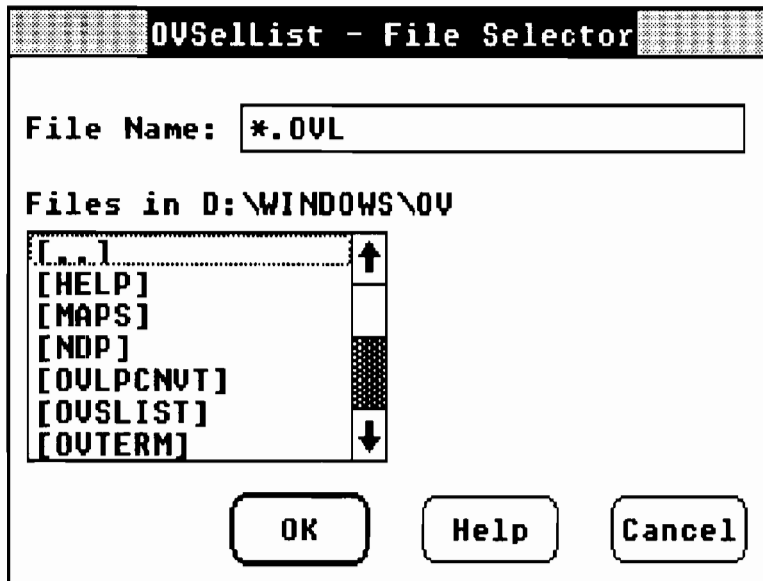 OVSelList - File Selector
File Name: *.OVL
Files in D:\WINDOWS\OV
[..]
[HELP]
[MAPS]
[NDP]
[OVLPCNVT]
[OVSLIST]
[OVTERM]
OK Help Cancel